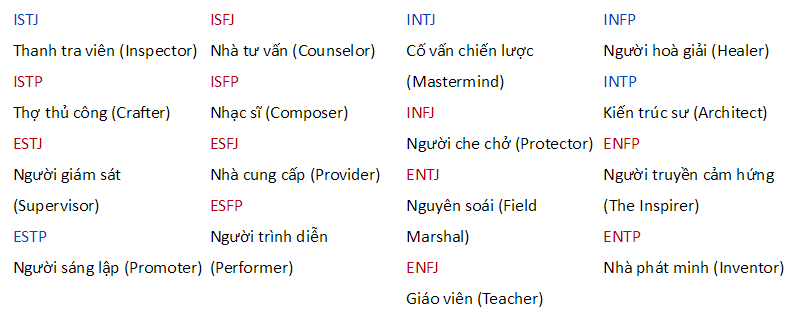 ISTJ
Thanh tra viên (Inspector)
ISTP
Thợ thủ công (Crafter)
ESTJ
Người giám sát
(Supervisor)
ESTP
Người sáng lập (Promoter)
ISFJ
Nhà tư vấn (Counselor)
ISFP
Nhạc sĩ (Composer)
ESFJ
Nhà cung cấp (Provider)
ESFP
Người trình diễn
(Performer)
INTJ
Cố vấn chiến lược
(Mastermind)
INFJ
Người che chở (Protector)
ENTJ
Nguyên soái (Field
Marshal)
ENFJ
Giáo viên (Teacher)
INFP
Người hoà giải (Healer)
INTP
Kiến trúc sư (Architect)
ENFP
Người truyền cảm hứng
(The Inspirer)
ENTP
Nhà phát minh (Inventor)